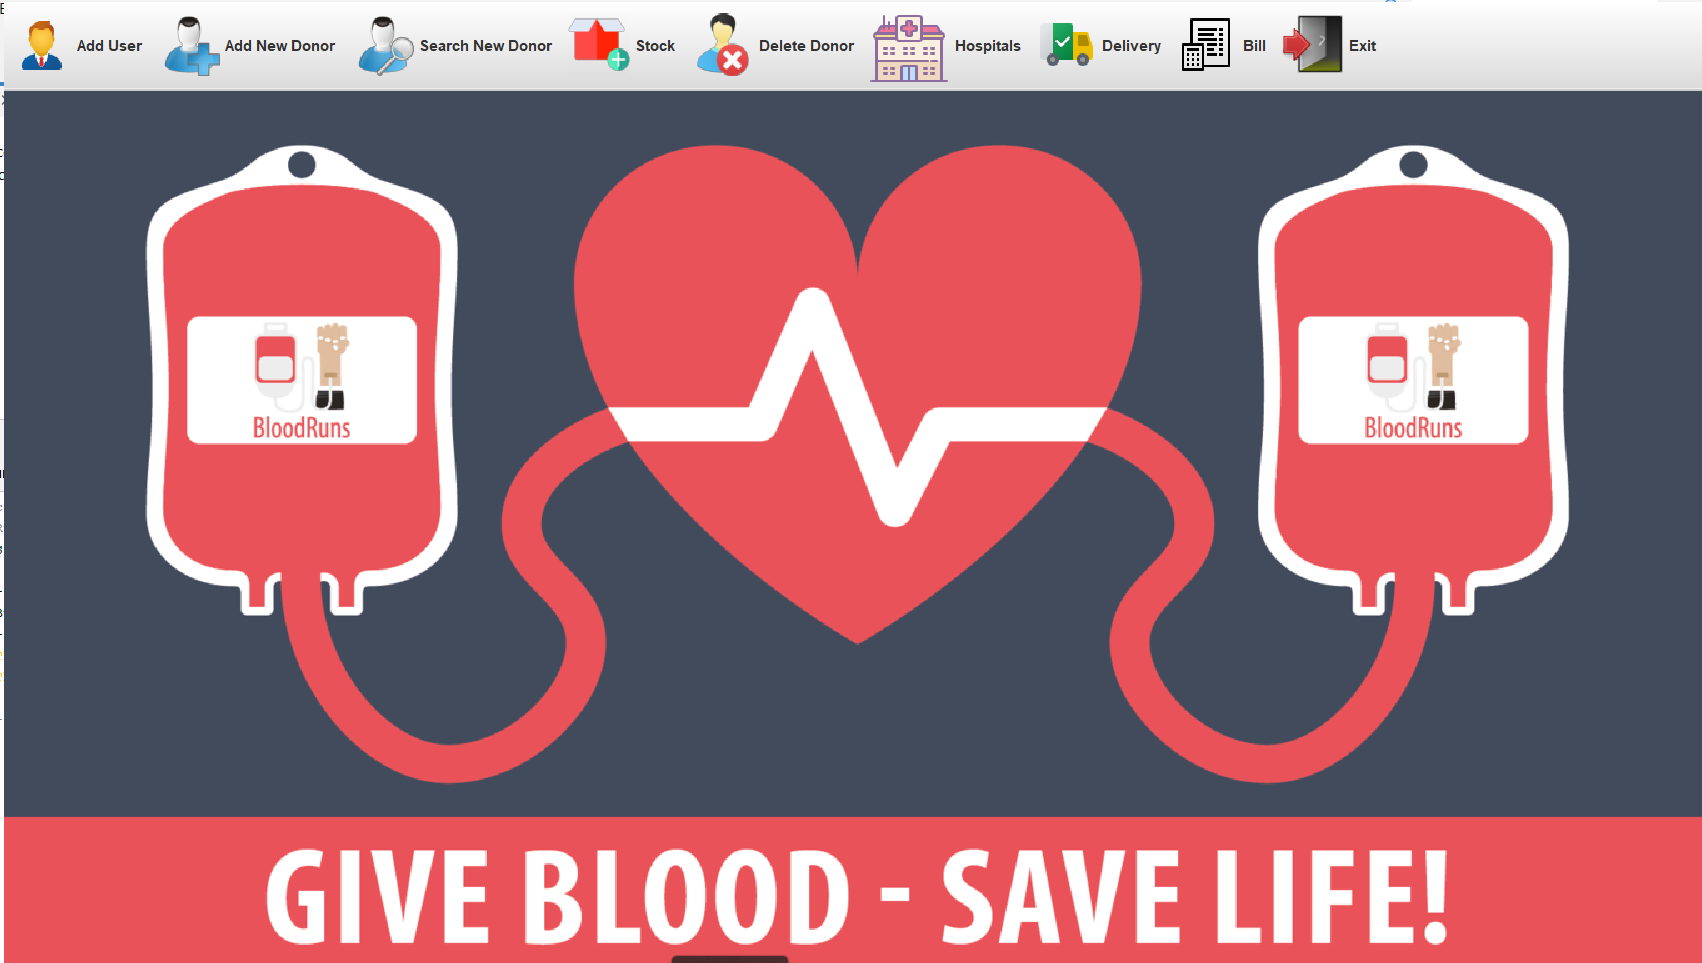 Add User
Add New Donor
Search New Donor
Stock
Delete Donor
Hospitals
Delivery
Bill
Exit
BloodRuns
BloodRuns
GIVE BLOOD - SAVE LIFE!